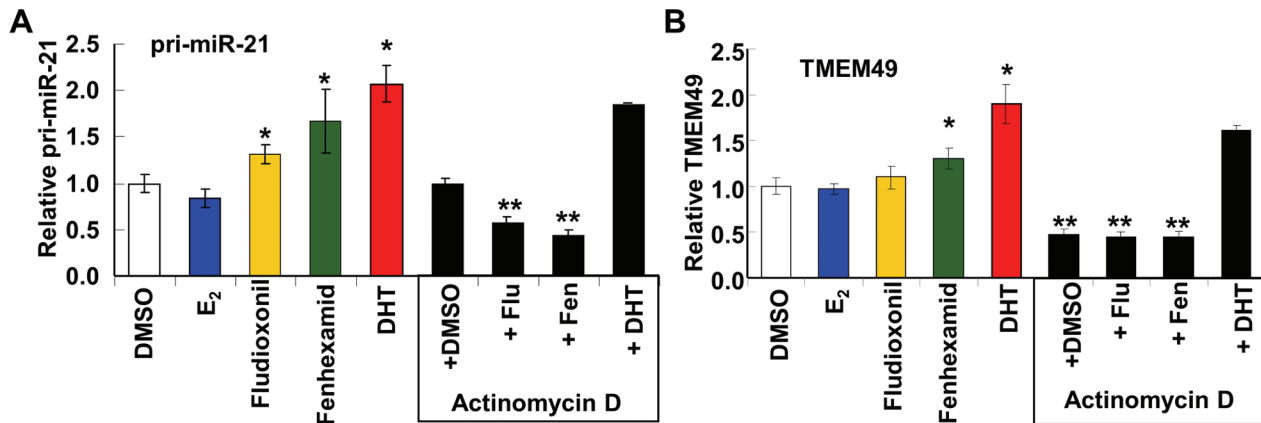 A
pri-miR-21
Relative pri-miR-21
2.5
2.0
1.5
1.0
0.5
0.0
*
*
*
**
**
DMSO
E2
Fludioxonil
Fenhexamid
DHT
+DMSO
+ Flu
+ Fen
+ DHT
Actinomycin D
B
TMEM49
Relative TMEM49
2.5
2.0
1.5
1.0
0.5
0.0
*
*
**
**
**
DMSO
E2
Fludioxonil
Fenhexamid
DHT
+DMSO
+ Flu
+ Fen
+ DHT
Actinomycin D